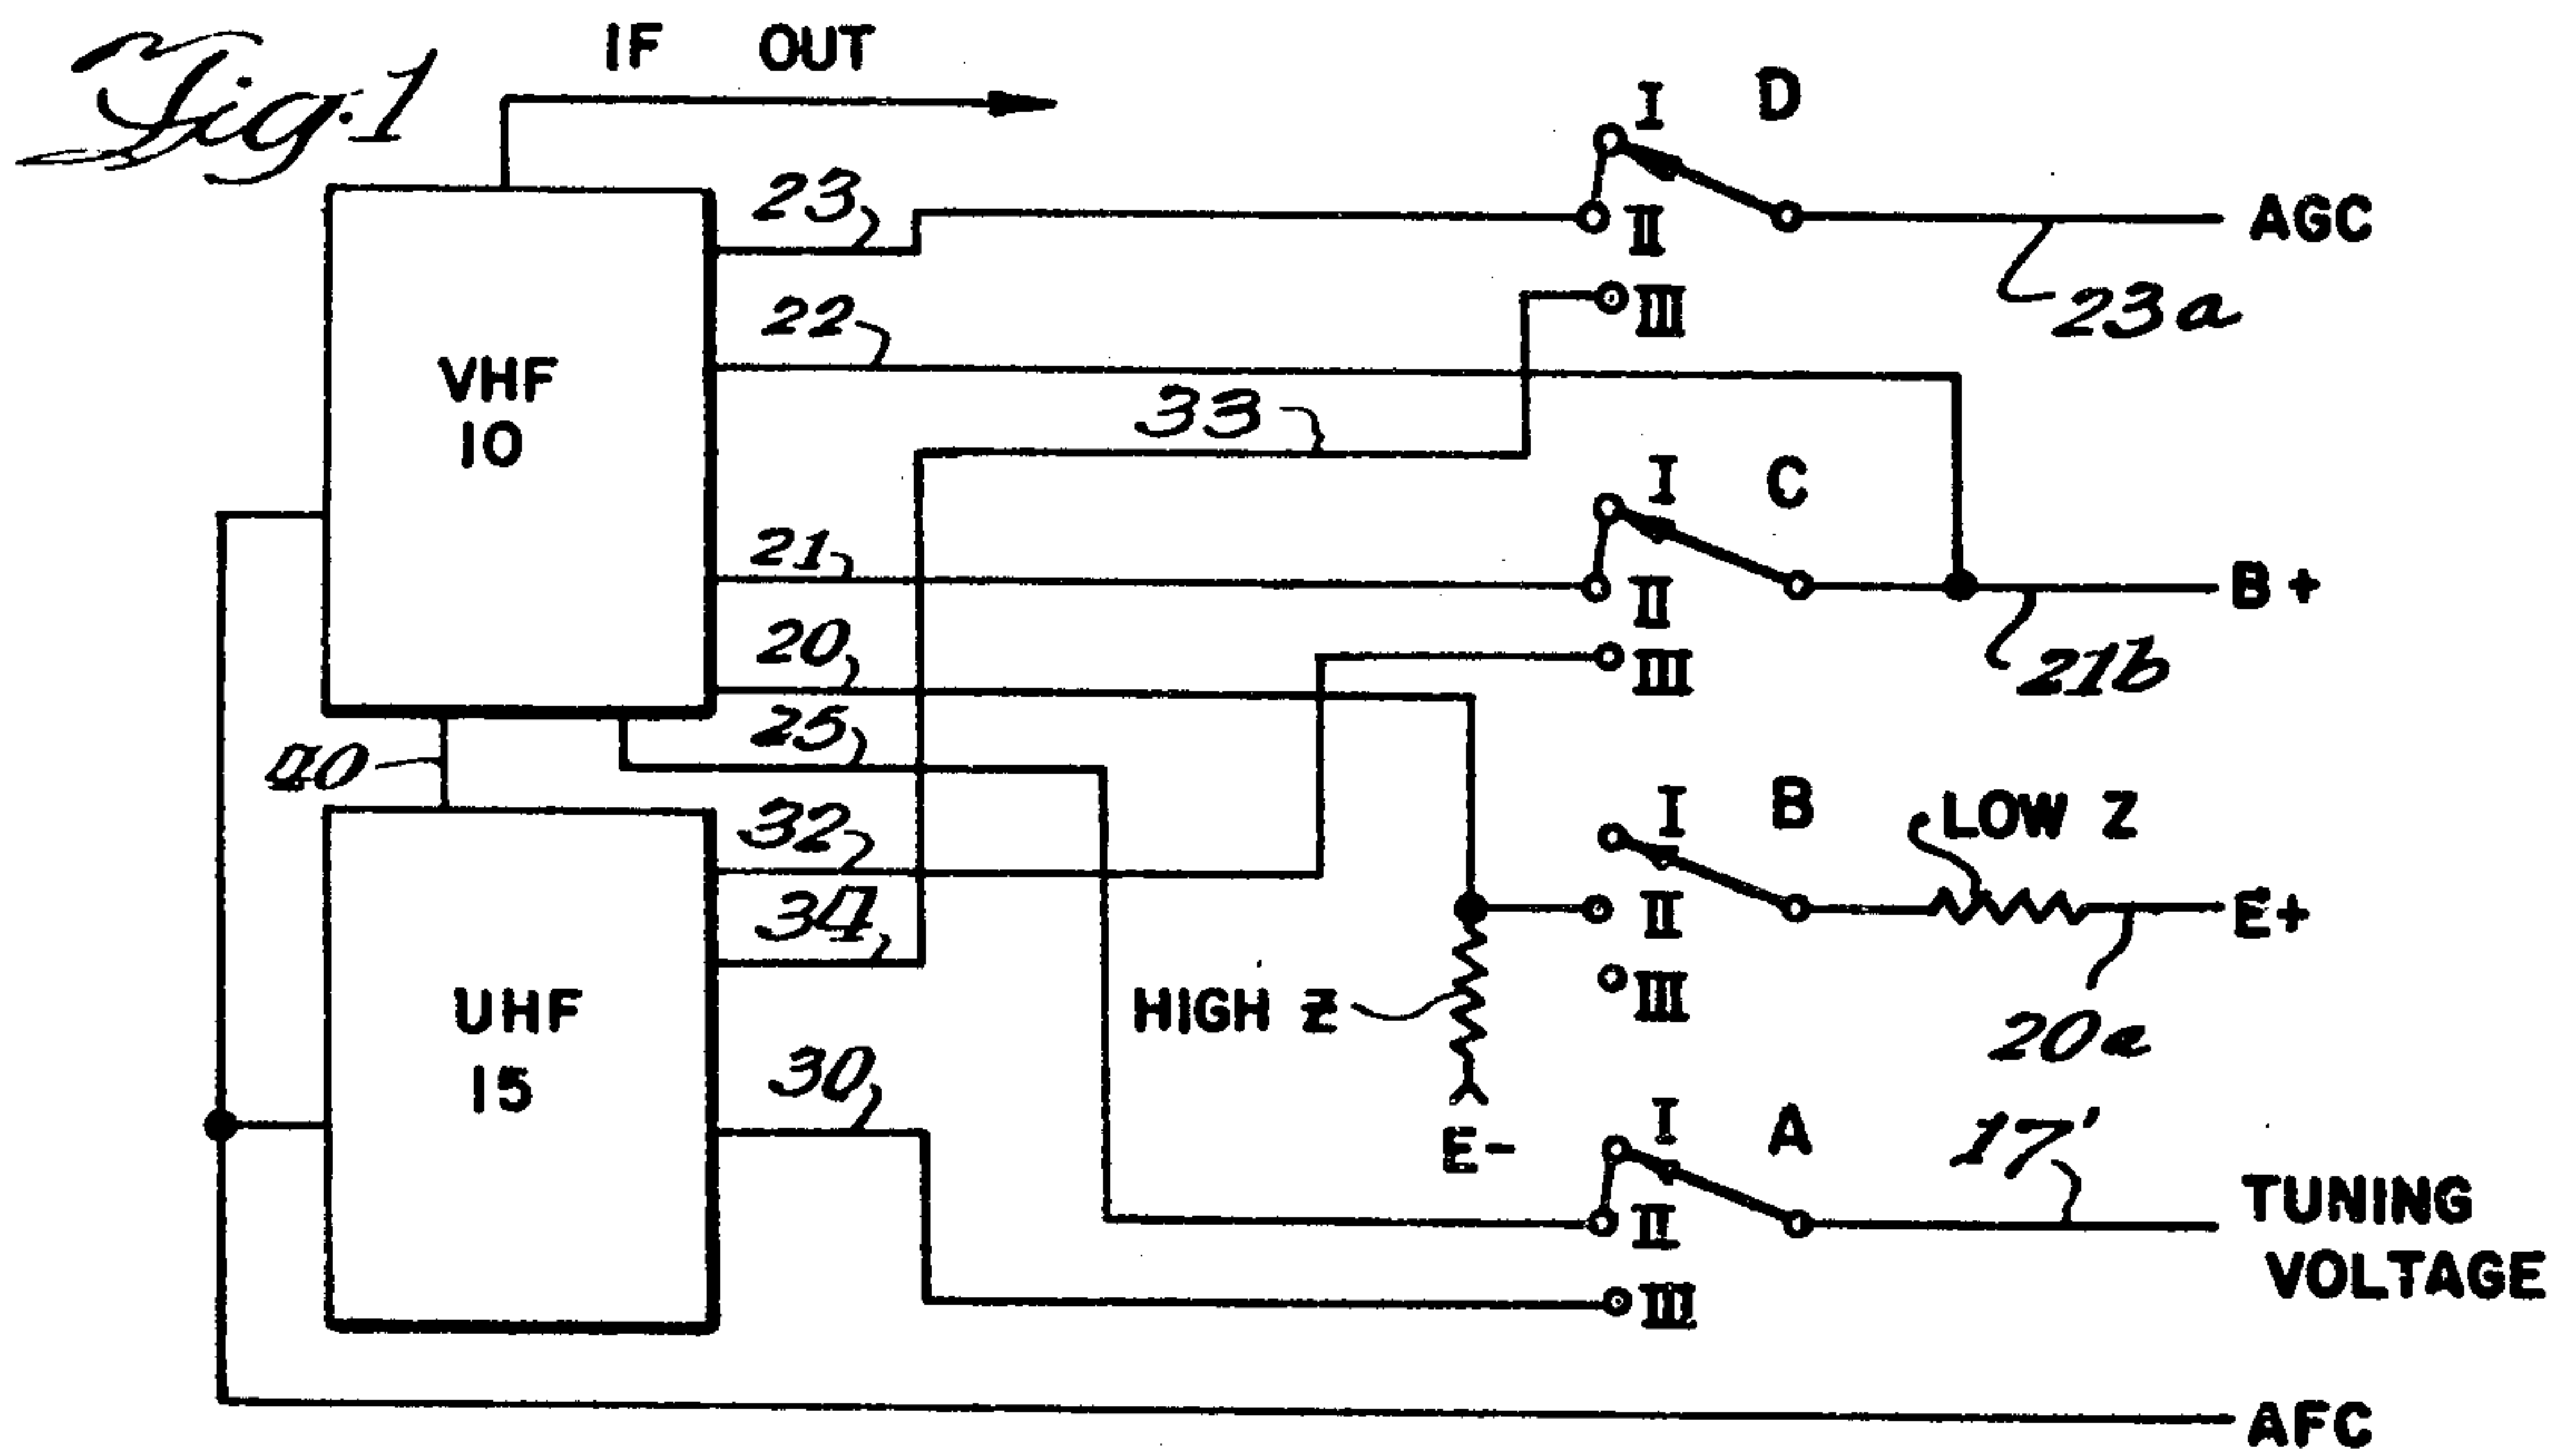 Fig. 1
IF OUT
I D
23
II
AGC
III
23a
22
VHF
10
33
I C
21
II
B+
20
III
21b
25
40
I B
LOW Z
32
II
E+
34
III
UHF
15
HIGH Z
20a
30
E-
I A
17'
II
TUNING
VOLTAGE
III
AFC